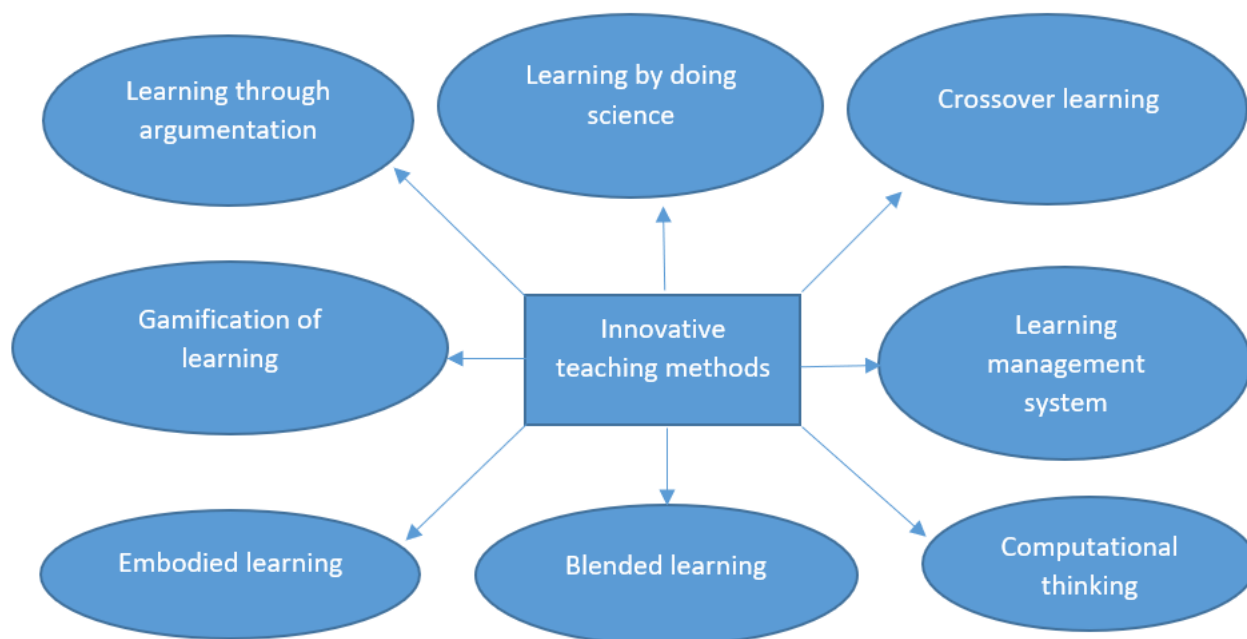 Learning through
argumentation
Learning by doing
science
Crossover learning
Gamification of
learning
Innovative
teaching methods
Learning
management
system
Embodied learning
Blended learning
Computational
thinking